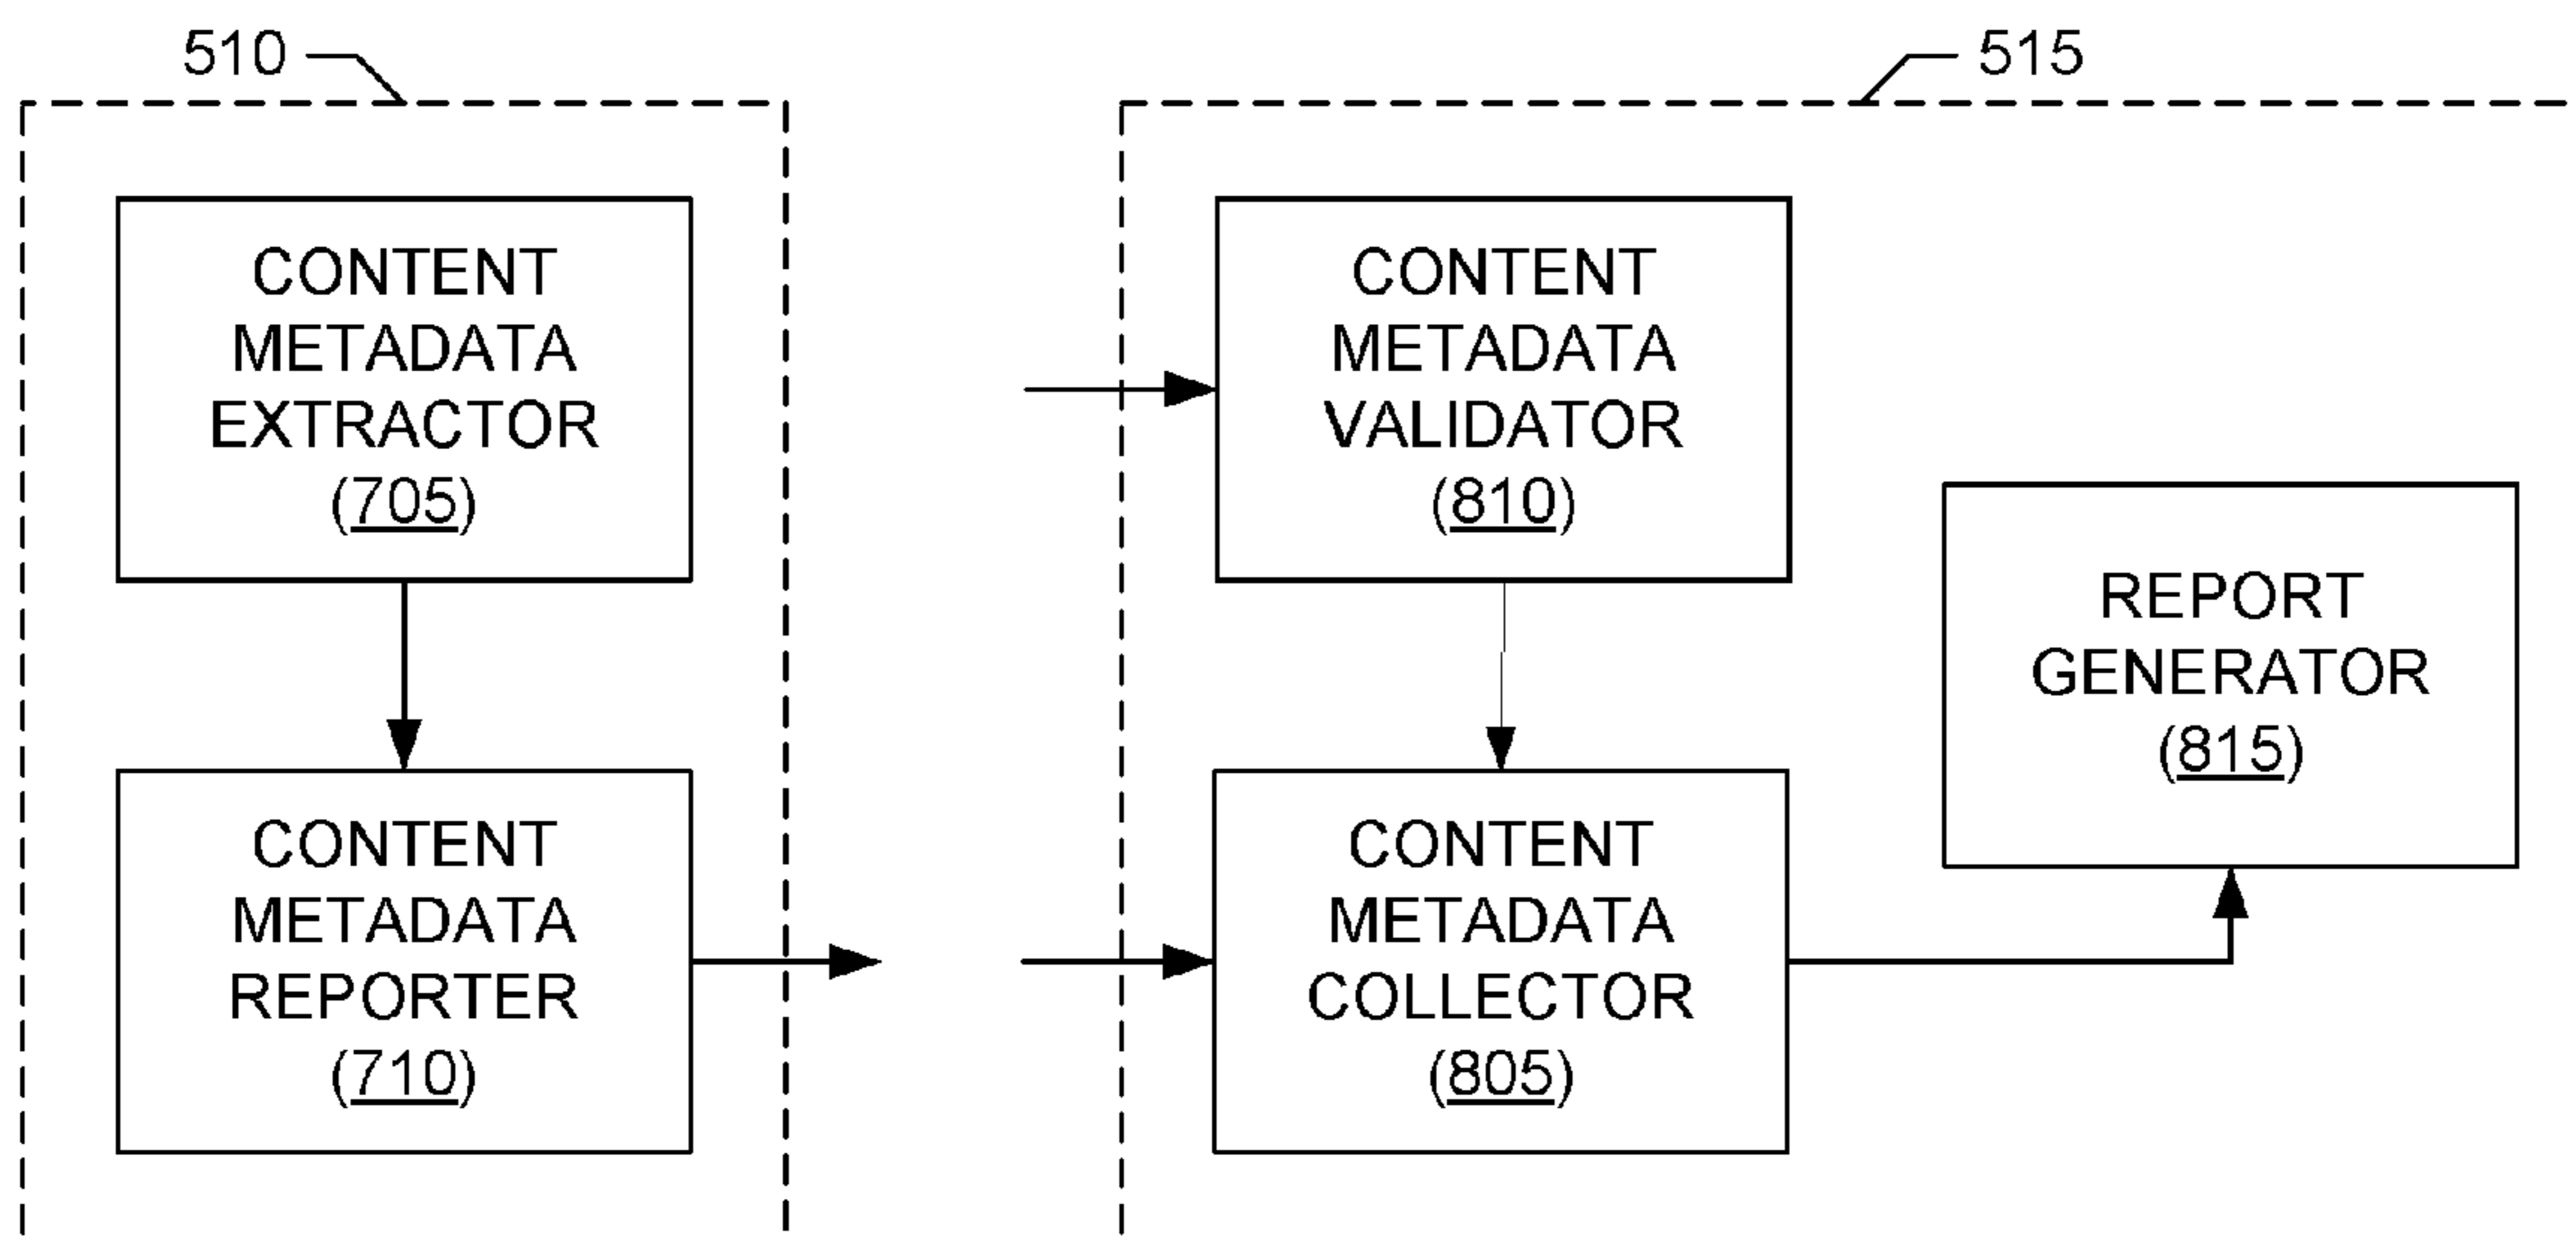 510
515
CONTENT
METADATA
EXTRACTOR
(705)
CONTENT
METADATA
REPORTER
(710)
CONTENT
METADATA
VALIDATOR
(810)
CONTENT
METADATA
COLLECTOR
(805)
REPORT
GENERATOR
(815)